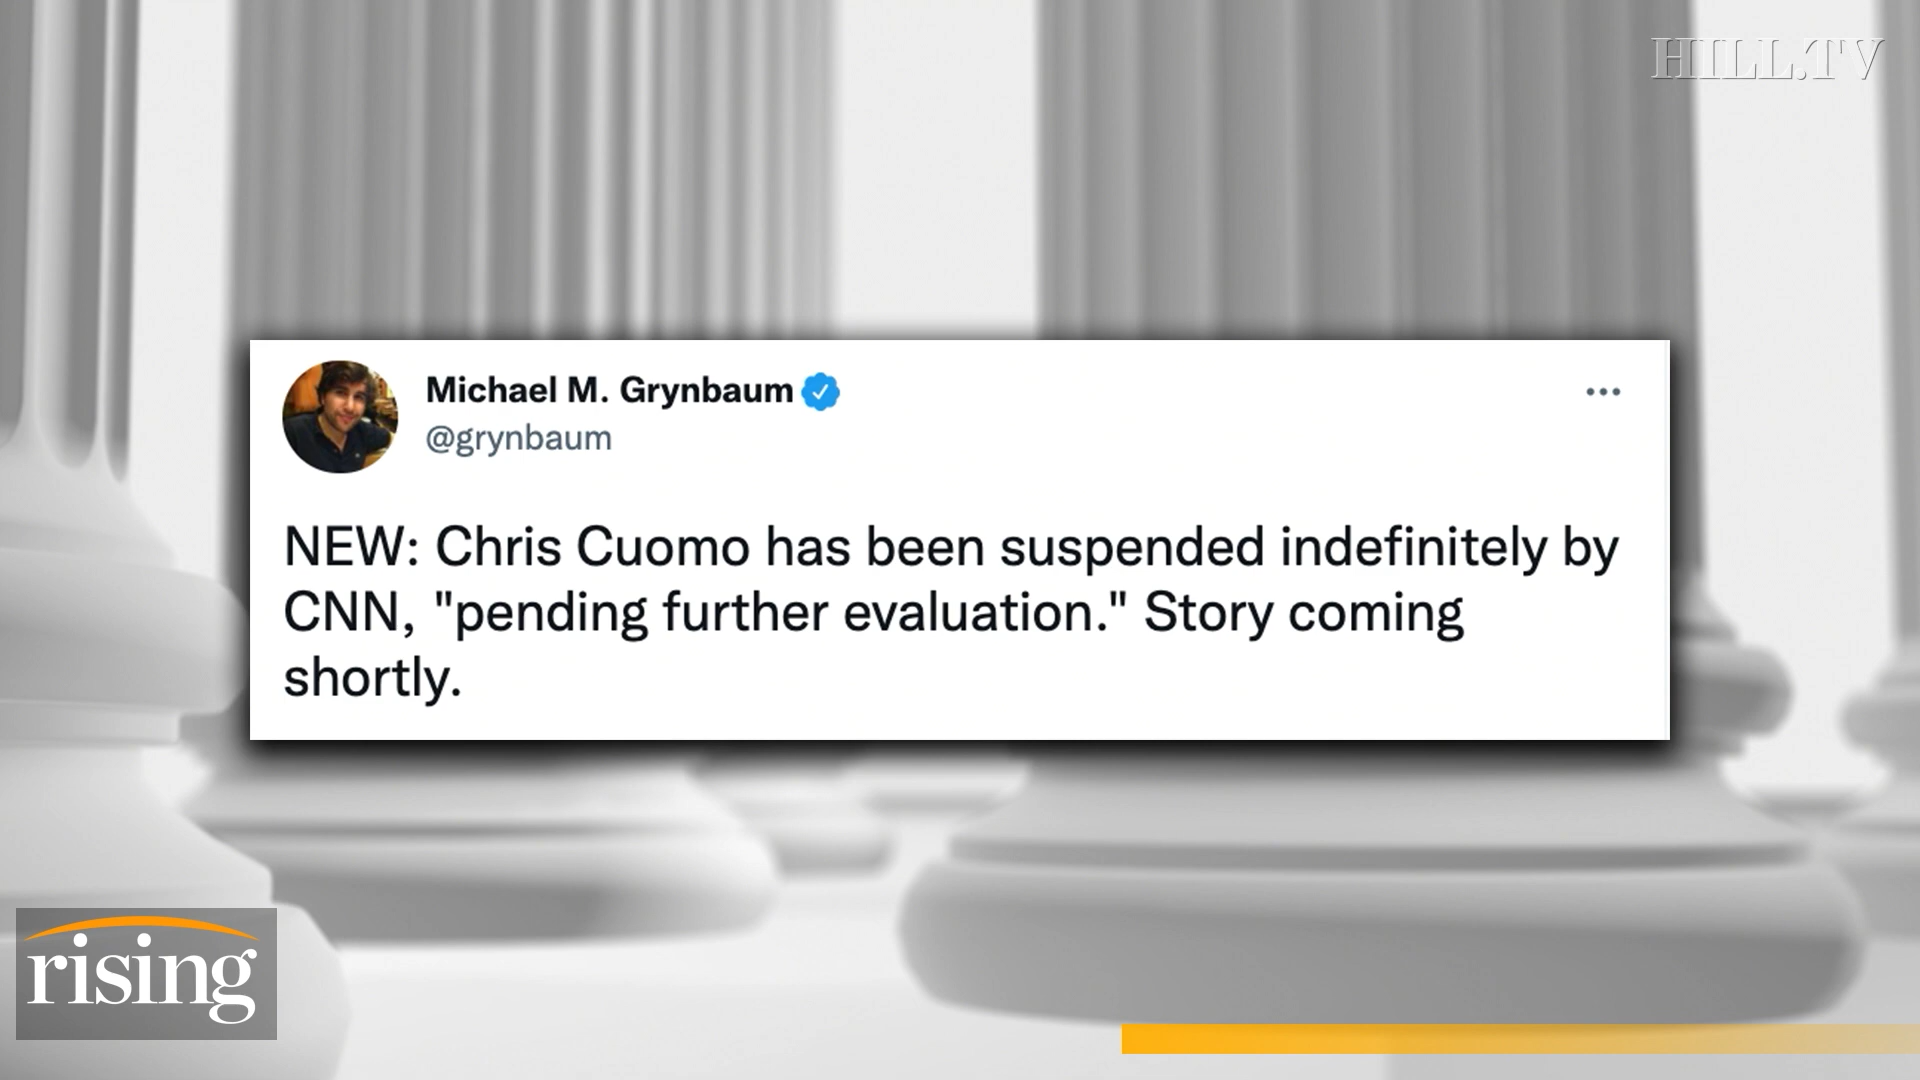 HILL.TV
Michael M. Grynbaum
@grynbaum
NEW: Chris Cuomo has been suspended indefinitely by
CNN, "pending further evaluation." Story coming
shortly.
rising